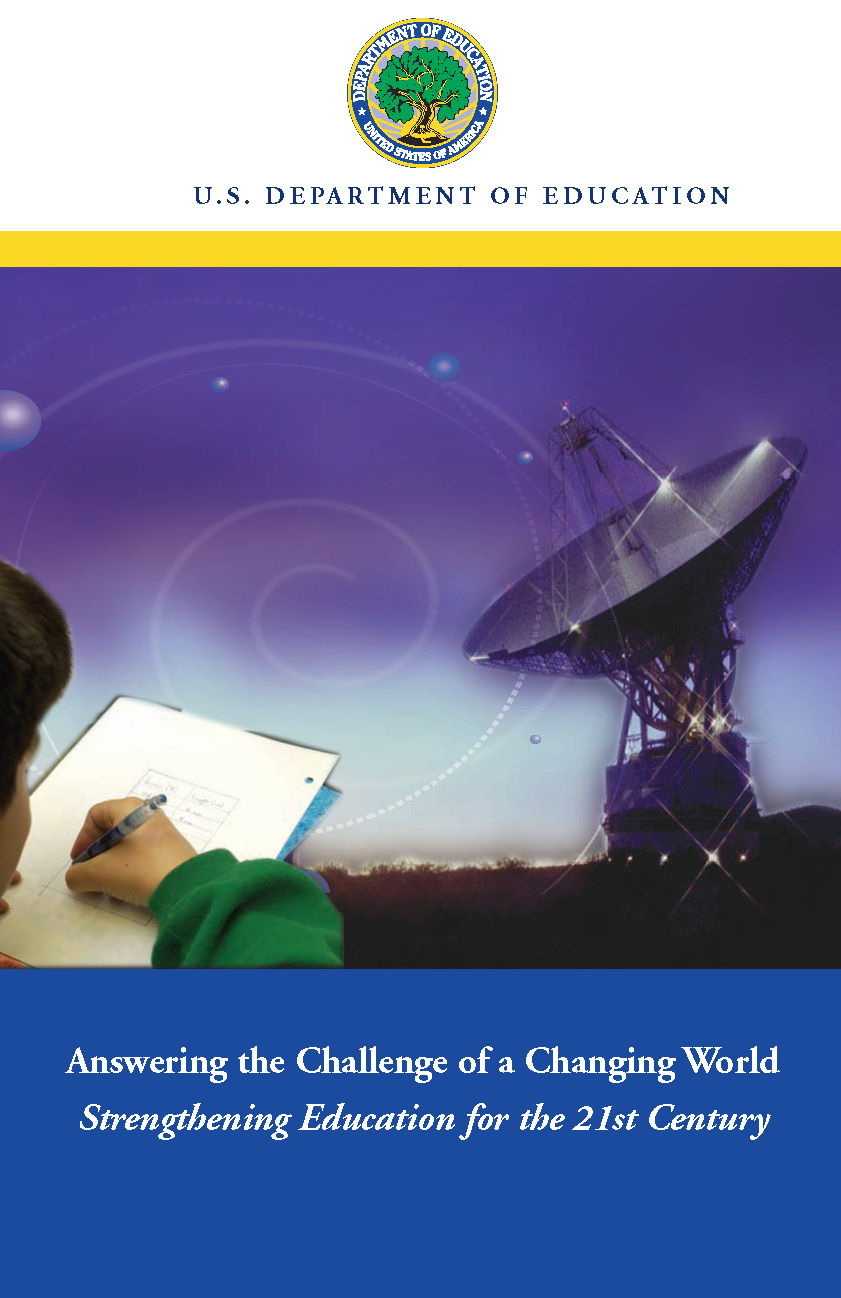 DEPARTMENT OF EDUCATION
UNITED STATES OF AMERICA
U.S. DEPARTMENT OF EDUCATION
Answering the Challenge of a Changing World
Strengthening Education for the 21st Century